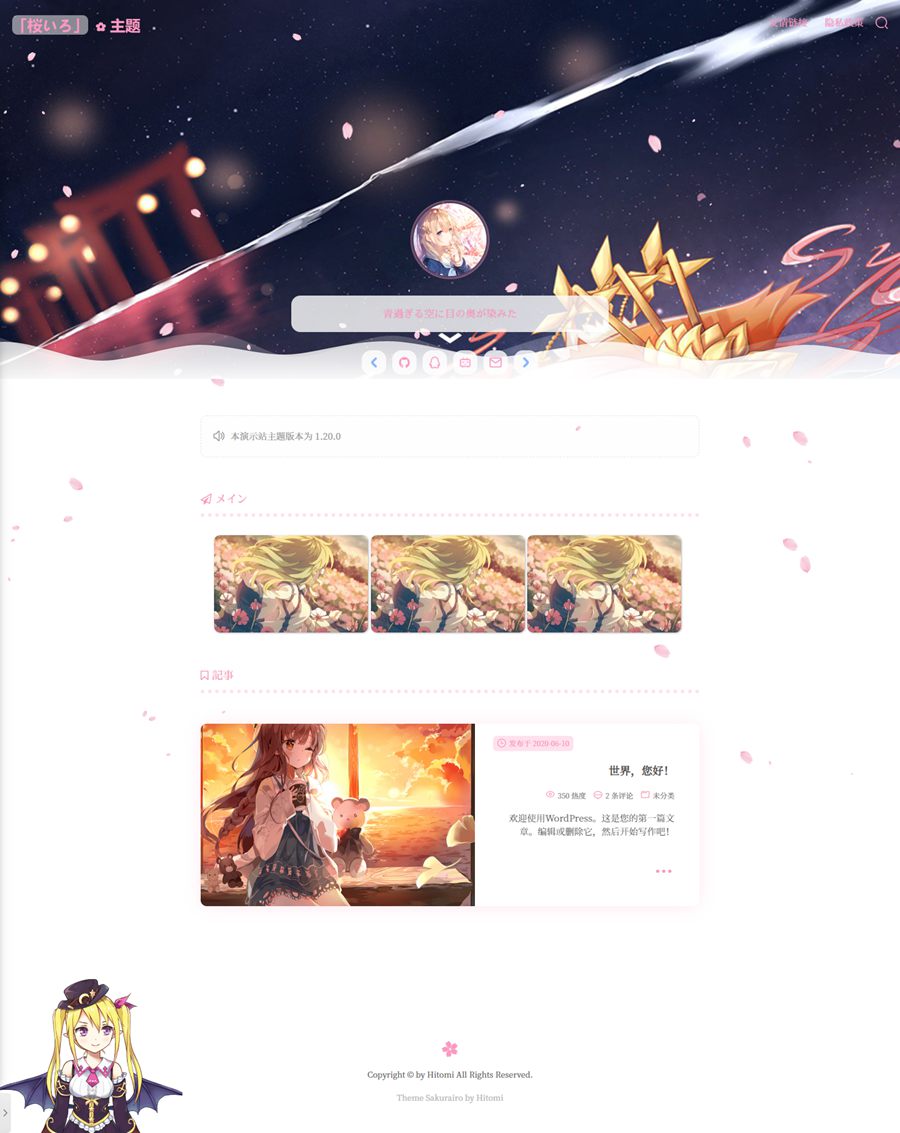 「桜いろ」 主题
友情链接 隐私政策
青過ぎる空に目の奥が染みた
本演示站主题版本为 1.20.0
メイン
記事
发布于 2020-06-10
世界，您好！
350 热度 2 条评论 未分类
欢迎使用WordPress。这是您的第一篇文
章。编辑或删除它，然后开始写作吧！
Copyright © by Hitomi All Rights Reserved.
Theme Sakurairo by Hitomi